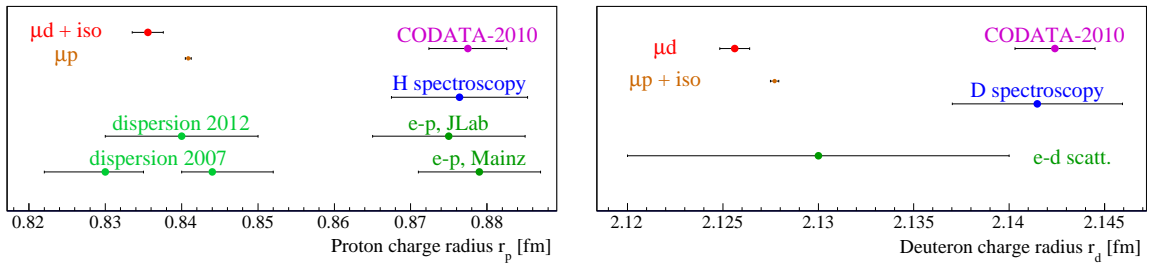 μd + iso
CODATA-2010
μp
H spectroscopy
dispersion 2012
e-p, JLab
dispersion 2007
e-p, Mainz
0.82 0.83 0.84 0.85 0.86 0.87 0.88
Proton charge radius r_p [fm]
CODATA-2010
μd
μp + iso
D spectroscopy
e-d scatt.
2.12 2.125 2.13 2.135 2.14 2.145
Deuteron charge radius r_d [fm]